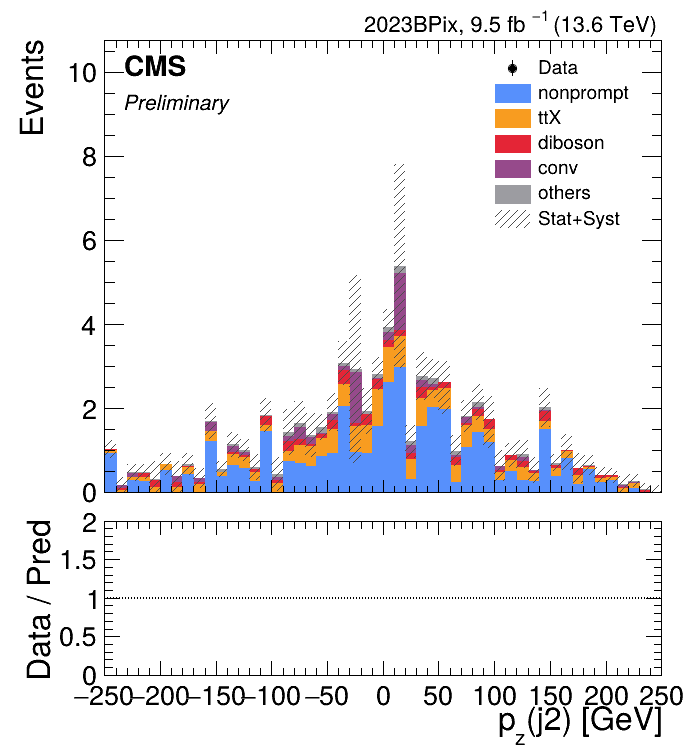 2023BPix, 9.5 fb⁻¹ (13.6 TeV)
Events
CMS
Preliminary
Data
nonprompt
ttX
diboson
conv
others
Stat+Syst
10
8
6
4
2
0
Data / Pred
2
1.5
1
0.5
0
−250 −200 −150 −100 −50 0 50 100 150 200 250
p_z(j2) [GeV]